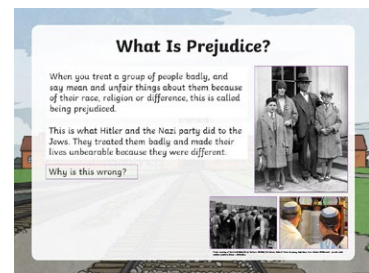 What Is Prejudice?
When you treat a group of people badly, and
say mean and unfair things about them because
of their race, religion or difference, this is called
being prejudiced.
This is what Hitler and the Nazi party did to the
Jews. They treated them badly and made their
lives unbearable because they were different.
Why is this wrong?